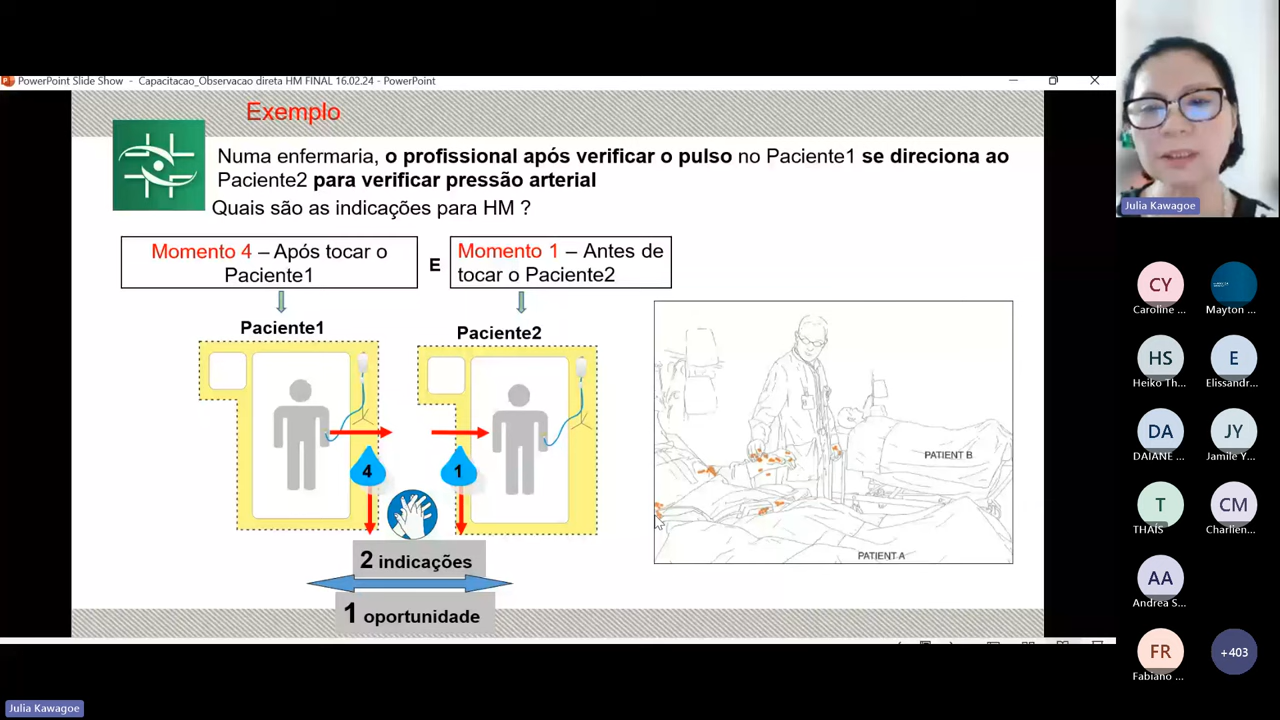 PowerPoint Slide Show - Capacitacao_Observacao direta HM FINAL 16.02.24 - PowerPoint
Exemplo
Numa enfermaria, o profissional após verificar o pulso no Paciente1 se direciona ao
Paciente2 para verificar pressão arterial
Quais são as indicações para HM ?
Momento 4 – Após tocar o
Paciente1
E
Momento 1 – Antes de
tocar o Paciente2
Paciente1
Paciente2
4
1
2 indicações
1 oportunidade
PATIENT B
PATIENT A
Julia Kawagoe
CY
Caroline ...
Mayton ...
HS
Heiko Th...
E
Elissandr...
DA
DAIANE ...
JY
Jamile Y...
T
THAÍS
CM
Charlien...
AA
Andrea S...
FR
Fabiano ...
+403
Julia Kawagoe